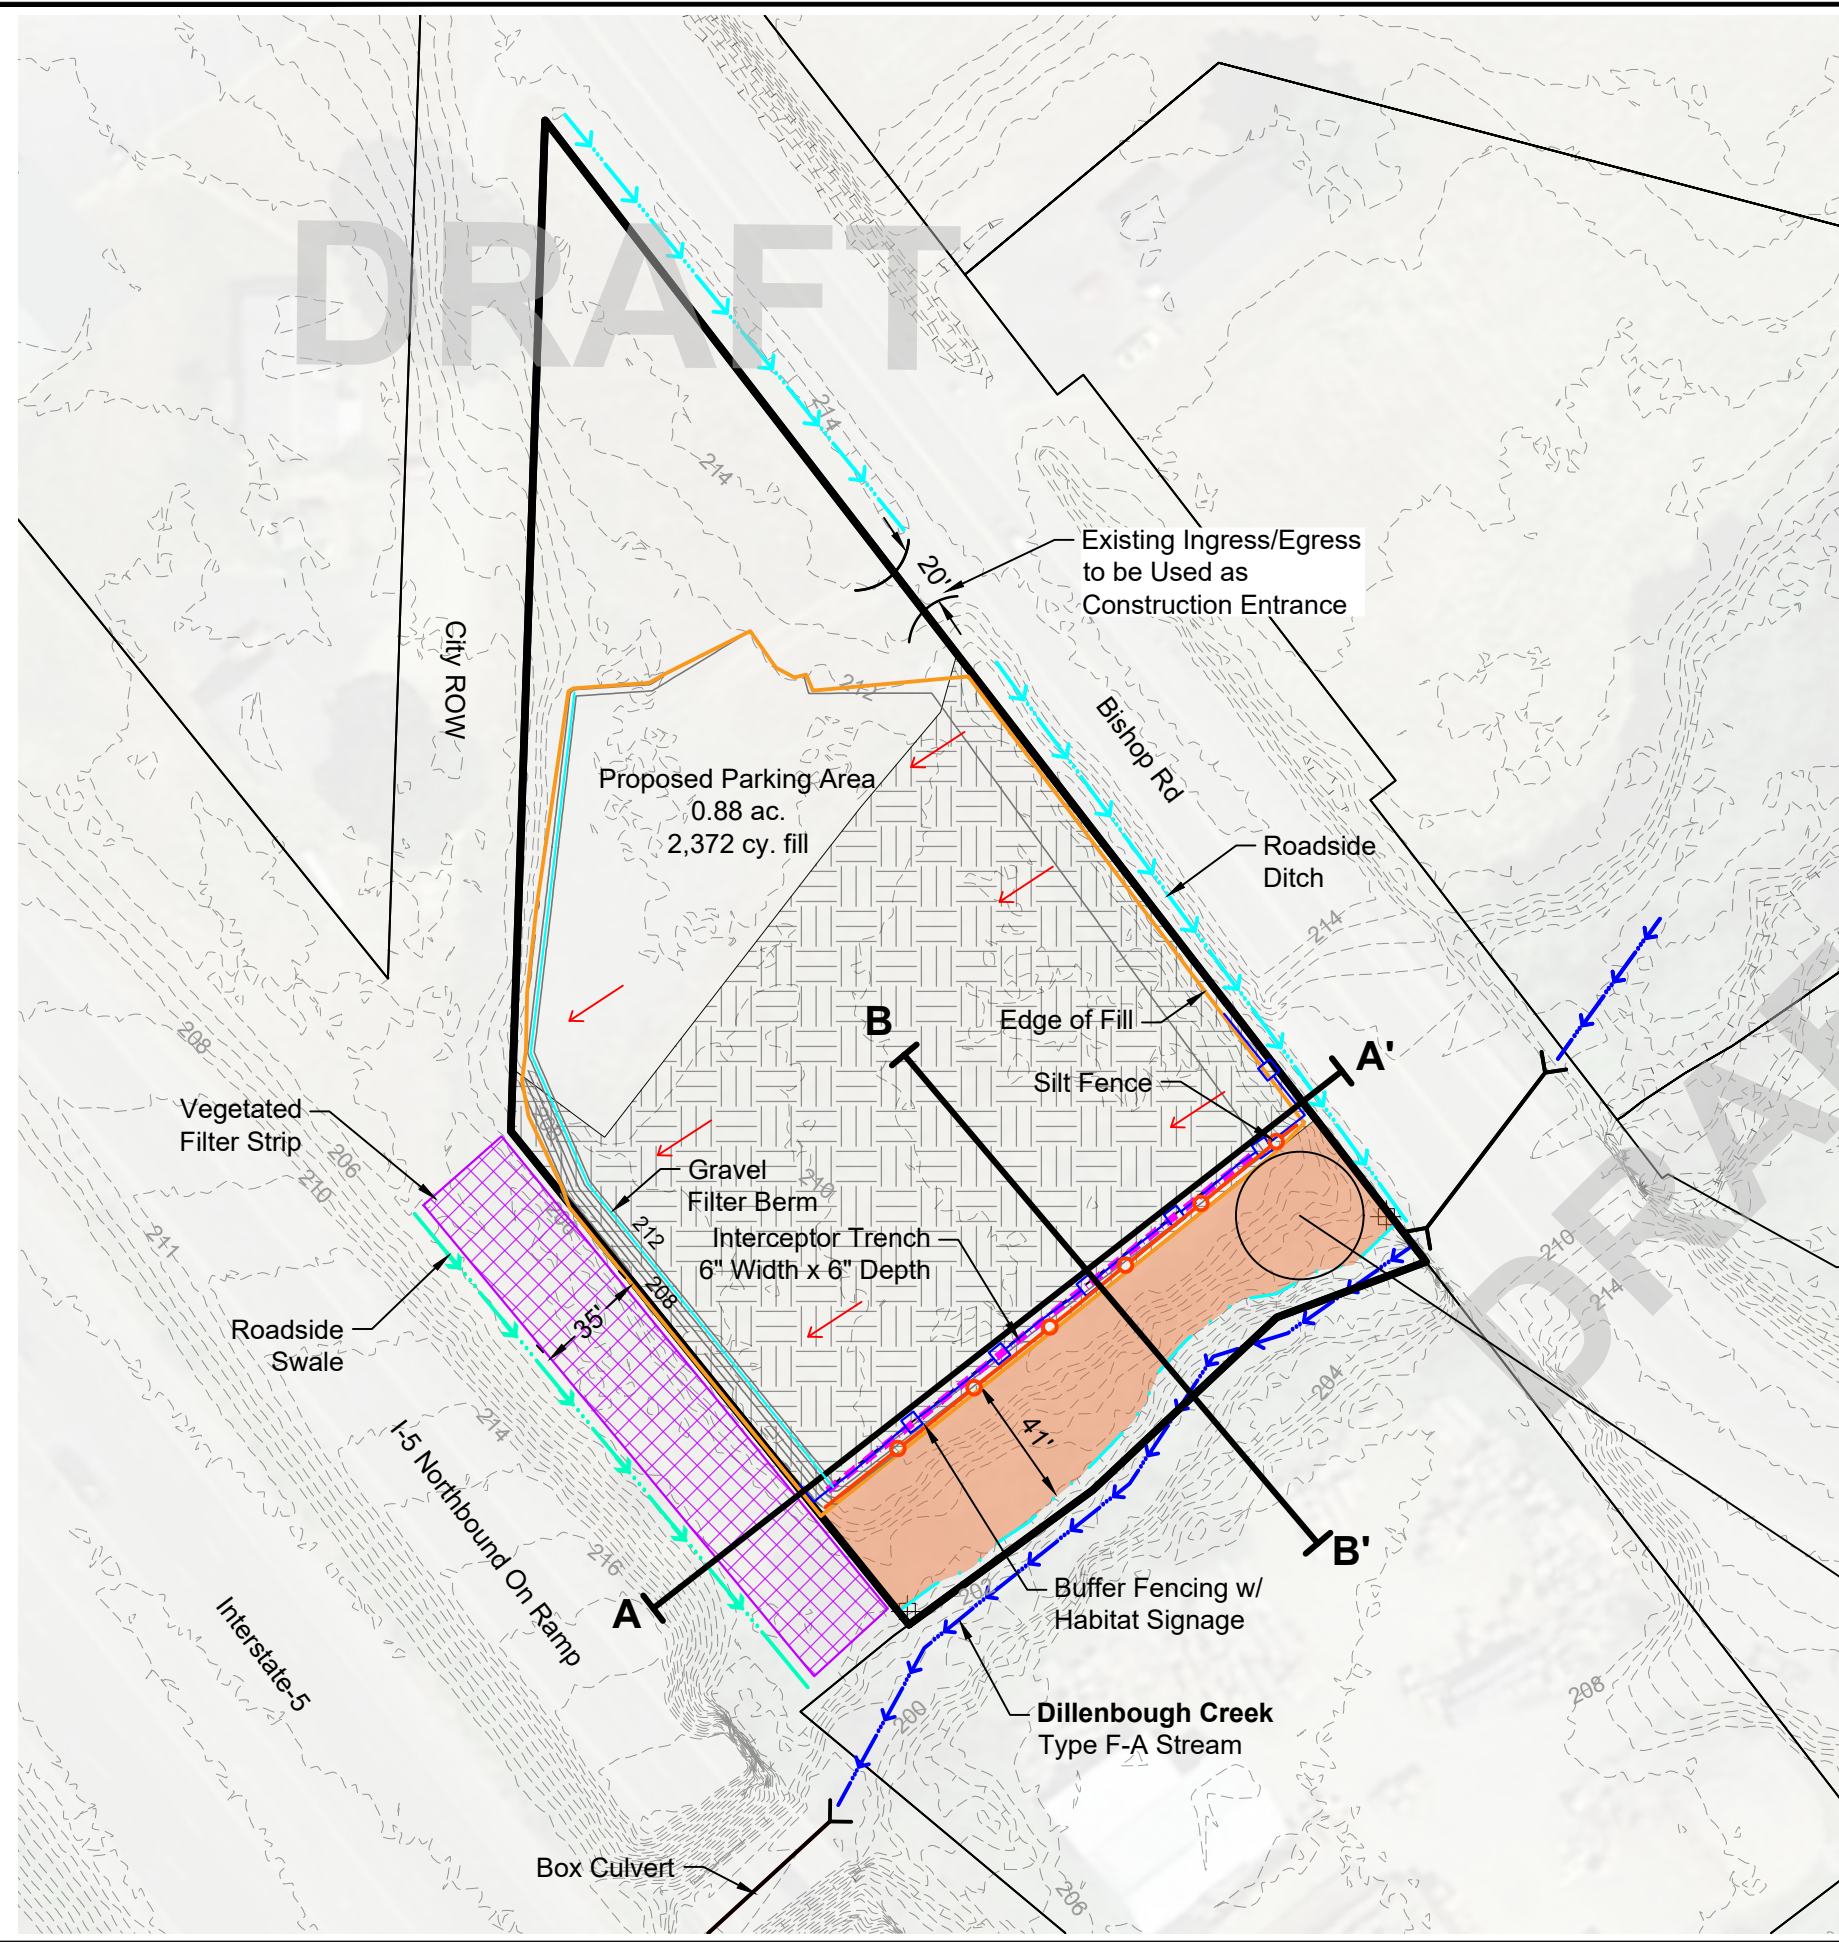 DRAFT
214
214
20'
Existing Ingress/Egress
to be Used as
Construction Entrance
City ROW
212
Bishop Rd
Proposed Parking Area
0.88 ac.
2,372 cy. fill
Roadside
Ditch
214
B
Edge of Fill
A'
208
Silt Fence
Vegetated
Filter Strip
208
206
210
Gravel
Filter Berm
210
206
212
211
Interceptor Trench
6" Width x 6" Depth
210
214
208
35'
Roadside
Swale
204
214
41'
I-5 Northbound On Ramp
216
B'
A
202
Buffer Fencing w/
Habitat Signage
Interstate-5
Dillenbough Creek
Type F-A Stream
200
208
Box Culvert
206
DRAF